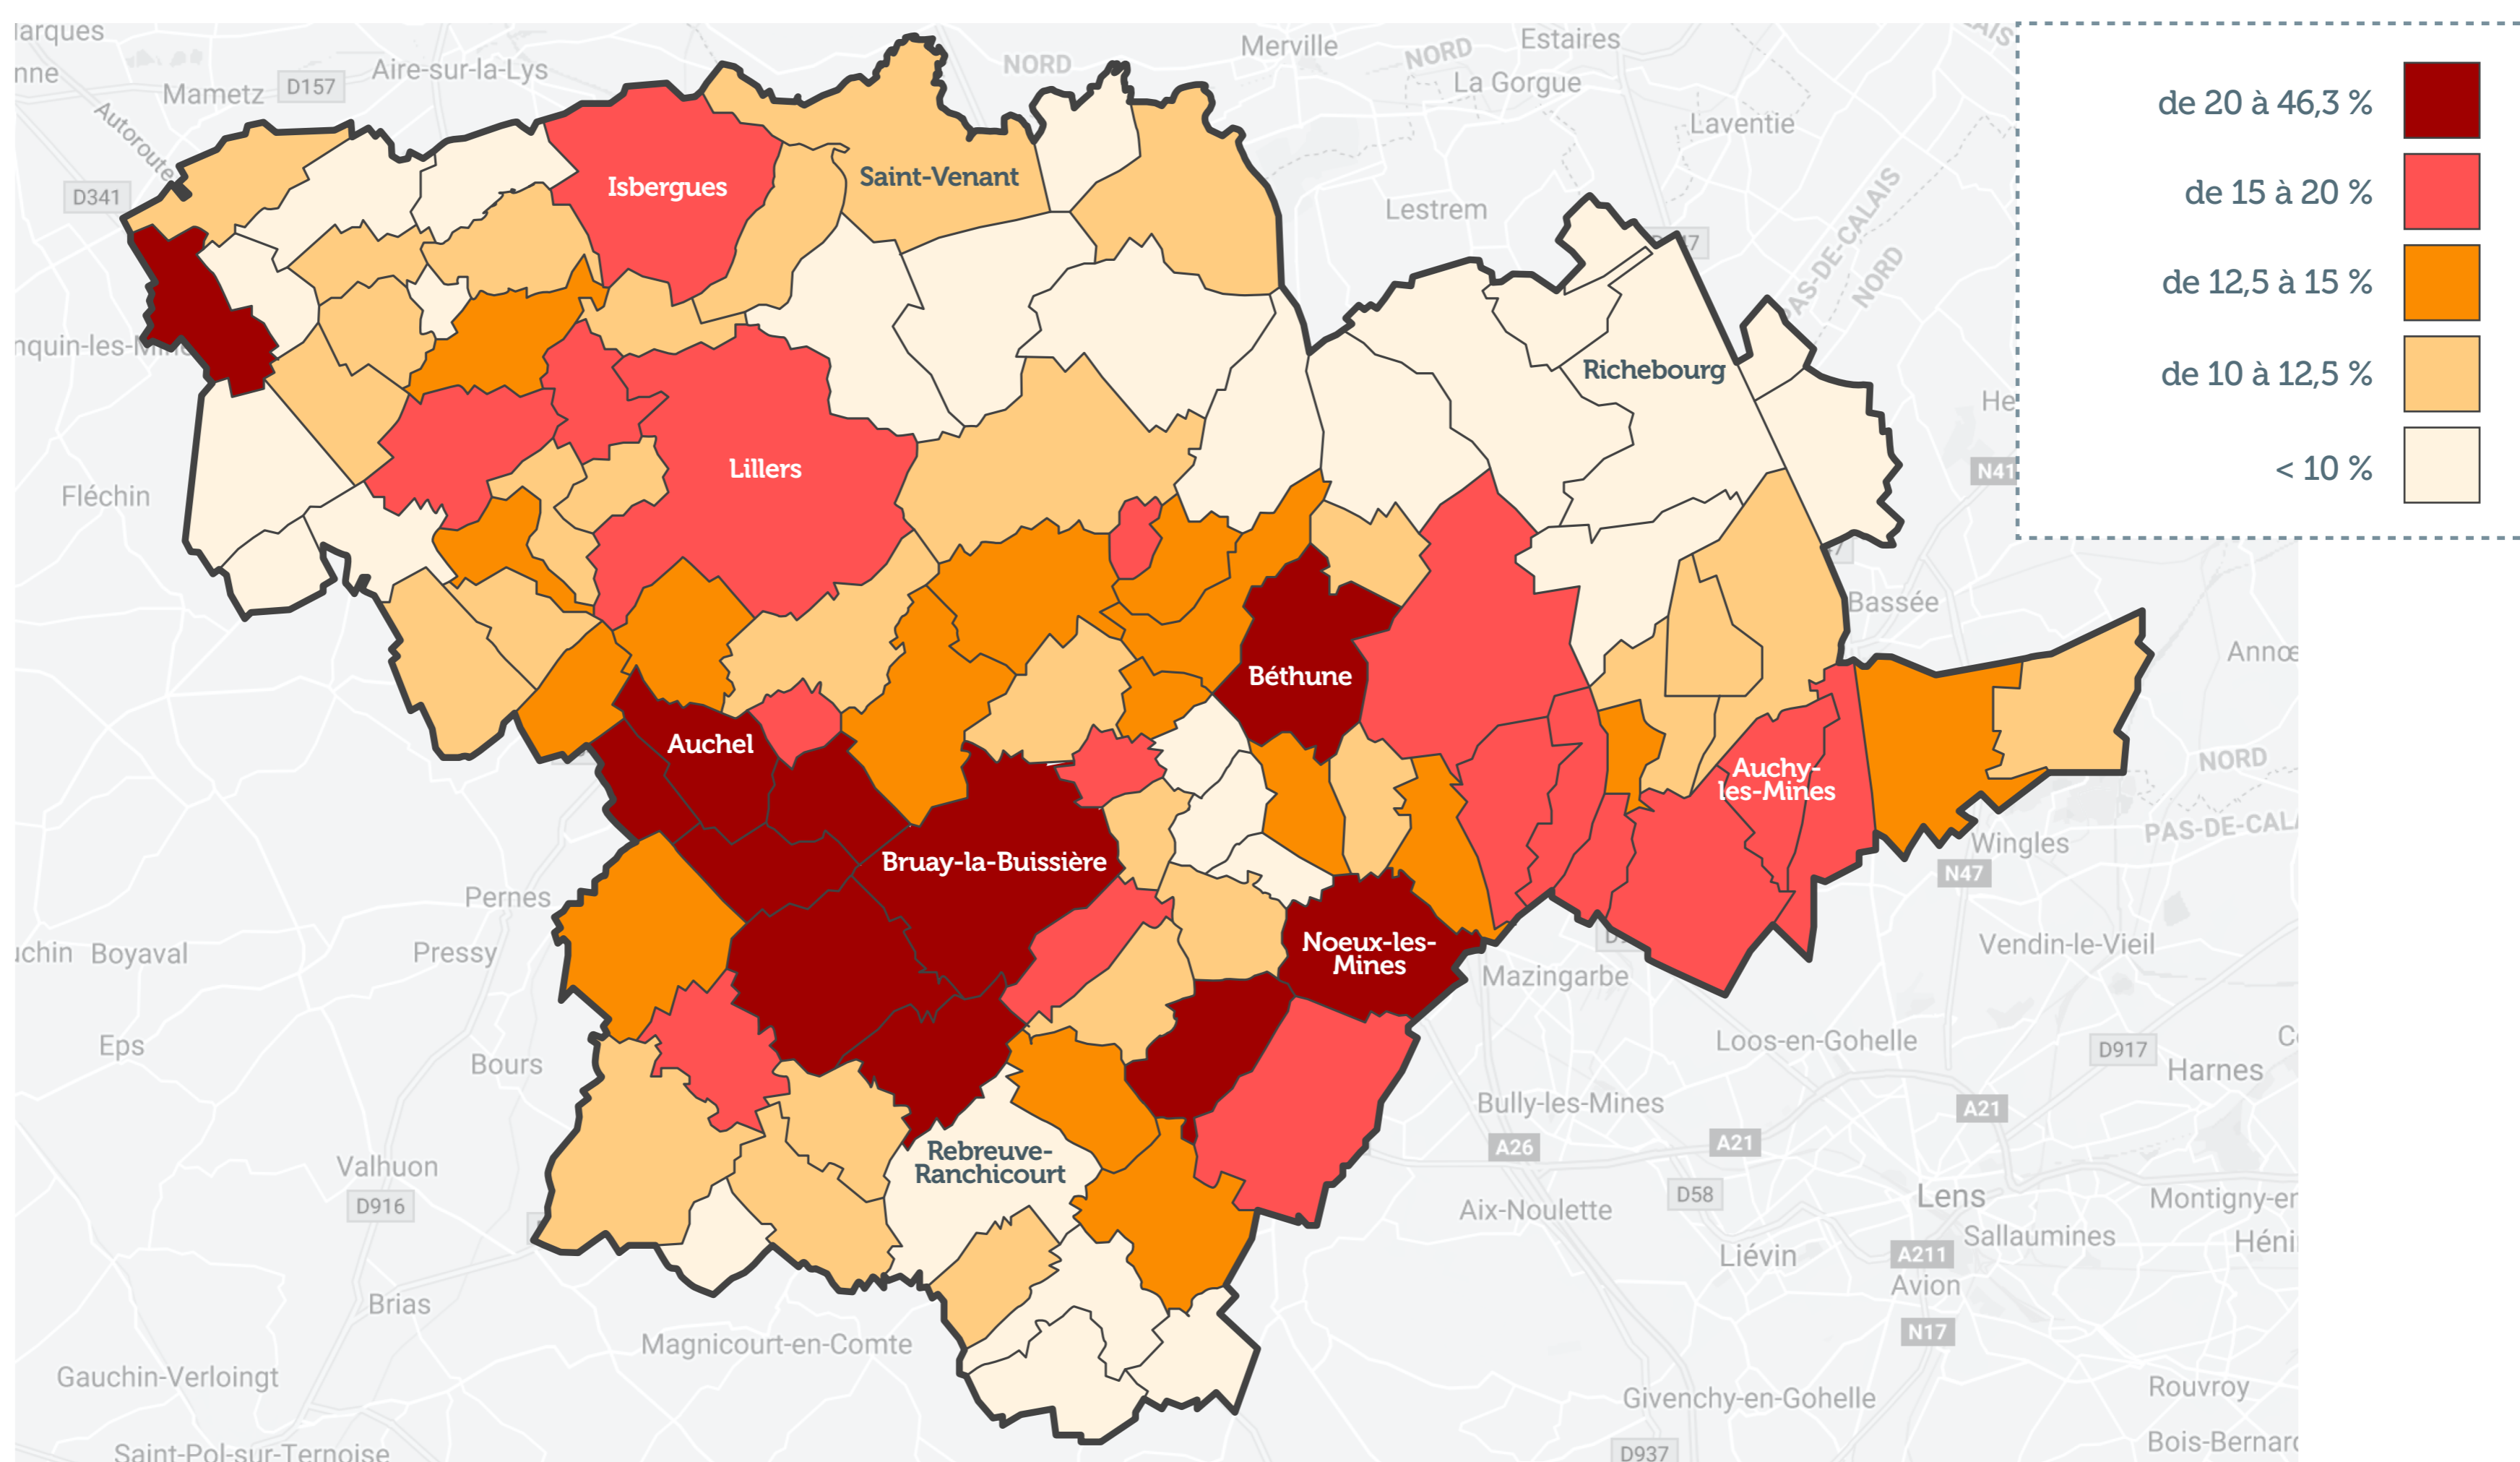 NORD
Merville
NORD
Estaires
Aire-sur-la-Lys
La Gorgue
Mametz
D157
Autoroute
Laventie
de 20 à 46,3 %
de 15 à 20 %
de 12,5 à 15 %
de 10 à 12,5 %
< 10 %
D341
Isbergues
Saint-Venant
Lestrem
PAS-DE-CALAIS
NORD
Richebourg
Lillers
Fléchin
N41
Bassée
Béthune
Auchel
Auchy-
les-Mines
NORD
Bruay-la-Buissière
Wingles
N47
Pernes
Noeux-les-
Mines
Boyaval
Pressy
Vendin-le-Vieil
Mazingarbe
Eps
Bours
Loos-en-Gohelle
D917
Harnes
Bully-les-Mines
A21
A26
A21
Rebreuve-
Ranchicourt
Valhuon
D916
D58
Lens
Aix-Noulette
Sallaumines
Liévin
A211
Avion
Brias
N17
Magnicourt-en-Comte
Gauchin-Verloingt
Givenchy-en-Gohelle
Rouvroy
Saint-Pol-sur-Ternoise
D937